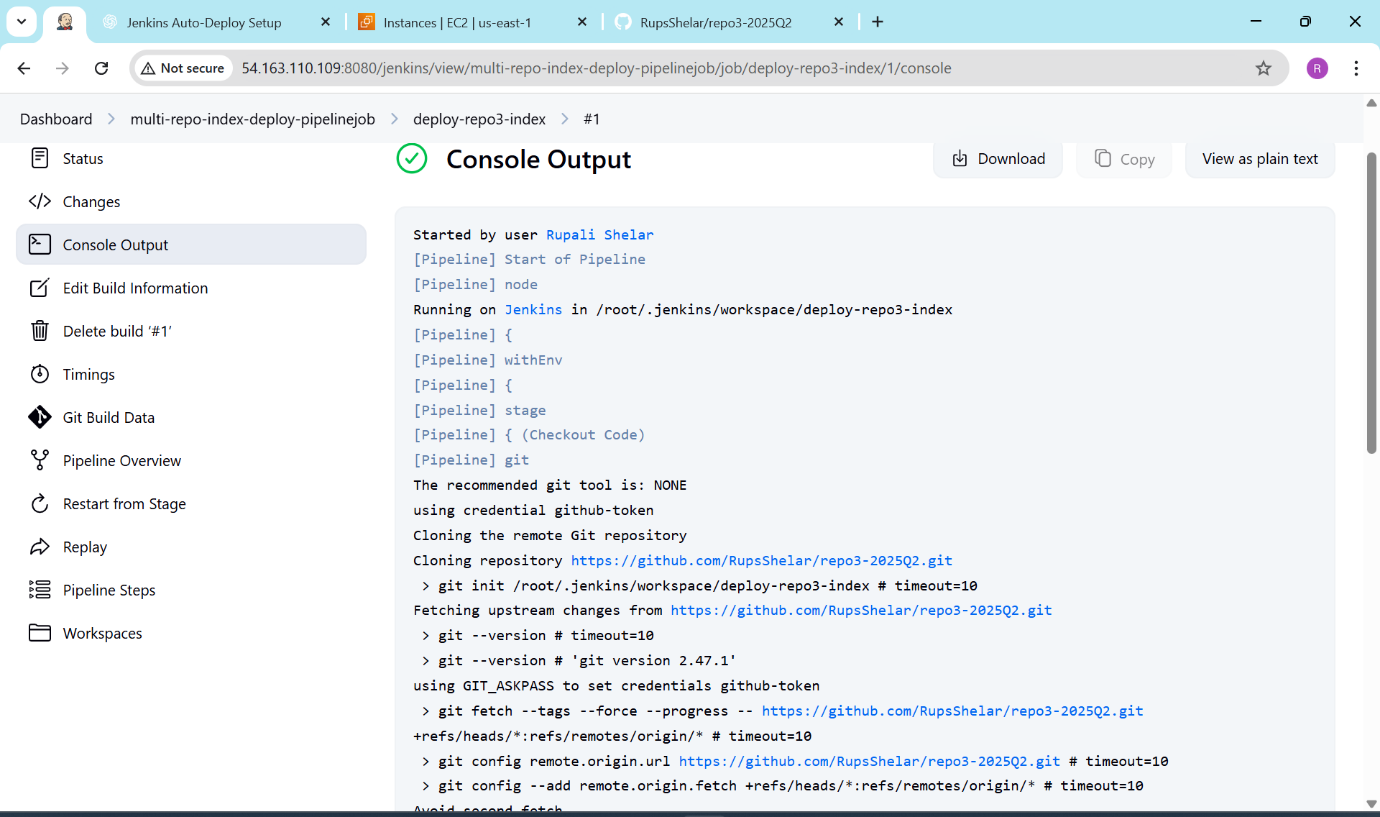 Jenkins Auto-Deploy Setup
Instances | EC2 | us-east-1
RupsShelar/repo3-2025Q2
Not secure
54.163.110.109:8080/jenkins/view/multi-repo-index-deploy-pipelinejob/job/deploy-repo3-index/1/console
R
Dashboard > multi-repo-index-deploy-pipelinejob > deploy-repo3-index > #1
Status
Changes
Console Output
Edit Build Information
Delete build ‘#1’
Timings
Git Build Data
Pipeline Overview
Restart from Stage
Replay
Pipeline Steps
Workspaces
Console Output
Download
Copy
View as plain text
Started by user Rupali Shelar
[Pipeline] Start of Pipeline
[Pipeline] node
Running on Jenkins in /root/.jenkins/workspace/deploy-repo3-index
[Pipeline] {
[Pipeline] withEnv
[Pipeline] {
[Pipeline] stage
[Pipeline] { (Checkout Code)
[Pipeline] git
The recommended git tool is: NONE
using credential github-token
Cloning the remote Git repository
Cloning repository https://github.com/RupsShelar/repo3-2025Q2.git
> git init /root/.jenkins/workspace/deploy-repo3-index # timeout=10
Fetching upstream changes from https://github.com/RupsShelar/repo3-2025Q2.git
> git --version # timeout=10
> git --version # 'git version 2.47.1'
using GIT_ASKPASS to set credentials github-token
> git fetch --tags --force --progress -- https://github.com/RupsShelar/repo3-2025Q2.git
+refs/heads/*:refs/remotes/origin/* # timeout=10
> git config remote.origin.url https://github.com/RupsShelar/repo3-2025Q2.git # timeout=10
> git config --add remote.origin.fetch +refs/heads/*:refs/remotes/origin/* # timeout=10
Avoid second fetch